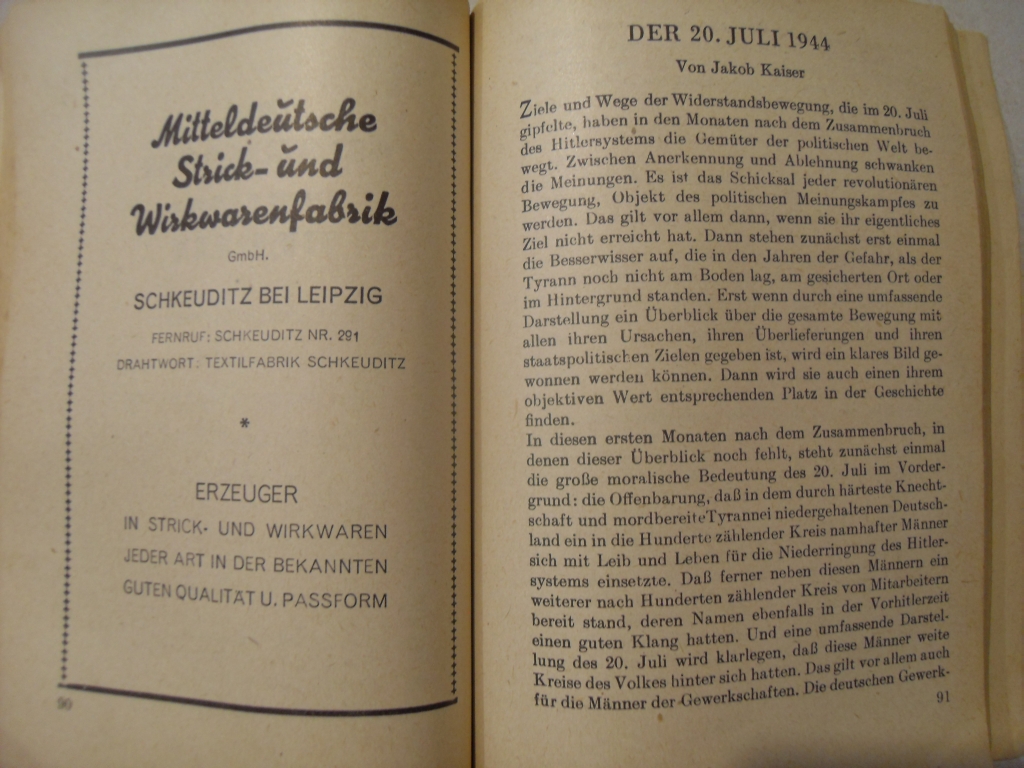 Mitteldeutsche
Strick- und
Wirkwarenfabrik
GmbH.
SCHKEUDITZ BEI LEIPZIG
FERNRUF: SCHKEUDITZ NR. 291
DRAHTWORT: TEXTILFABRIK SCHKEUDITZ
*
ERZEUGER
IN STRICK- UND WIRKWAREN
JEDER ART IN DER BEKANNTEN
GUTEN QUALITÄT U. PASSFORM
90
DER 20. JULI 1944
Von Jakob Kaiser
Ziele und Wege der Widerstandsbewegung, die im 20. Juli
gipfelte, haben in den Monaten nach dem Zusammenbruch
des Hitlersystems die Gemüter der politischen Welt be-
wegt. Zwischen Anerkennung und Ablehnung schwanken
die Meinungen. Es ist das Schicksal jeder revolutionären
Bewegung, Objekt des politischen Meinungskampfes zu
werden. Das gilt vor allem dann, wenn sie ihr eigentliches
Ziel nicht erreicht hat. Dann stehen zunächst erst einmal
die Besserwisser auf, die in den Jahren der Gefahr, als der
Tyrann noch nicht am Boden lag, am gesicherten Ort oder
im Hintergrund standen. Erst wenn durch eine umfassende
Darstellung ein Überblick über die gesamte Bewegung mit
allen ihren Ursachen, ihren Überlieferungen und ihren
staatspolitischen Zielen gegeben ist, wird ein klares Bild ge-
wonnen werden können. Dann wird sie auch einen ihrem
objektiven Wert entsprechenden Platz in der Geschichte
finden.
In diesen ersten Monaten nach dem Zusammenbruch, in
denen dieser Überblick noch fehlt, steht zunächst einmal
die große moralische Bedeutung des 20. Juli im Vorder-
grund: die Offenbarung, daß in dem durch härteste Knecht-
schaft und mordbereite Tyrannei niedergehaltenen Deutsch-
land ein in die Hunderte zählender Kreis namhafter Männer
sich mit Leib und Leben für die Niederringung des Hitler-
systems einsetzte. Daß ferner neben diesen Männern ein
weiterer nach Hunderten zählender Kreis von Mitarbeitern
bereit stand, deren Namen ebenfalls in der Vorhitlerzeit
einen guten Klang hatten. Und eine umfassende Darstel-
lung des 20. Juli wird klarlegen, daß diese Männer weite
Kreise des Volkes hinter sich hatten. Das gilt vor allem auch
für die Männer der Gewerkschaften. Die deutschen Gewerk-
91